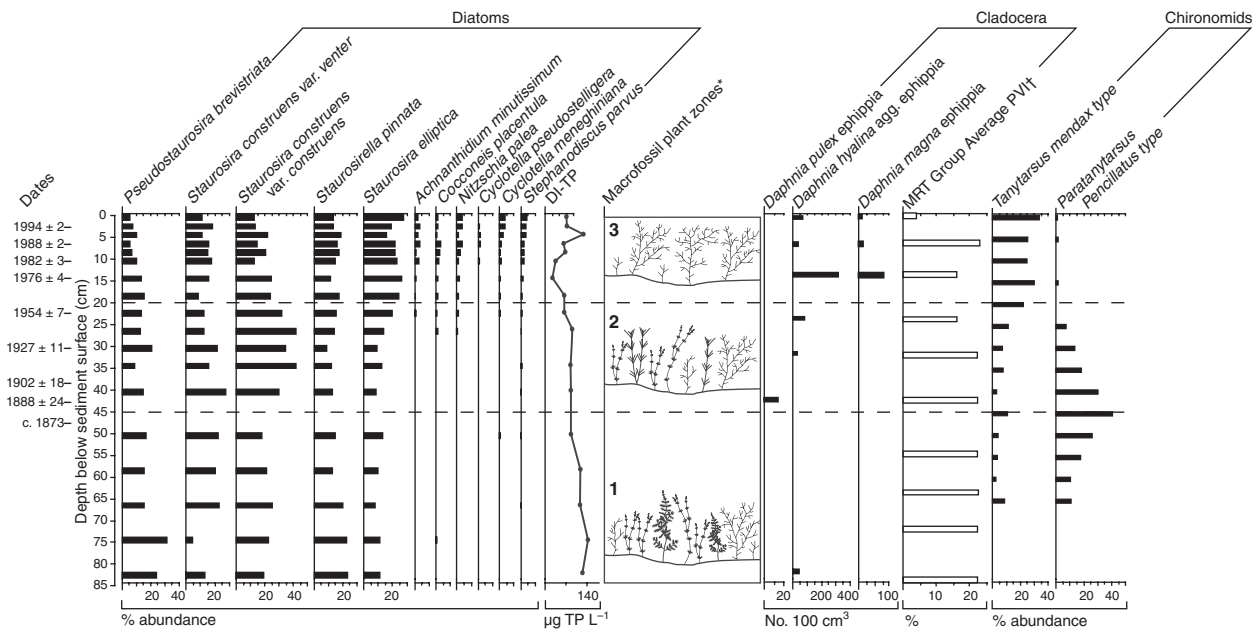 Diatoms
Cladocera
Chironomids
Dates
Pseudostaurosira brevistriata
Staurosira construens var. venter
Staurosira construens
var. construens
Staurosirella pinnata
Staurosira elliptica
Achnanthidium minutissimum
Cocconeis placentula
Nitzschia palea
Cyclotella pseudostelligera
Cyclotella meneghiniana
Stephanodiscus parvus
DI-TP
Macrofossil plant zones*
Daphnia pulex ephippia
Daphnia hyalina agg. ephippia
Daphnia magna ephippia
MRT Group Average PVI†
Tanytarsus mendax type
Paratanytarsus
Pencillatus type
Depth below sediment surface (cm)
1994 ± 2
1988 ± 2
1982 ± 3
1976 ± 4
1954 ± 7
1927 ± 11
1902 ± 18
1888 ± 24
c. 1873
0
5
10
15
20
25
30
35
40
45
50
55
60
65
70
75
80
85
3
2
1
20 40 20 20 40 20 20 140 20 200 400 100 10 20 20 40 20 40
% abundance
µg TP L–1
No. 100 cm3
%
% abundance